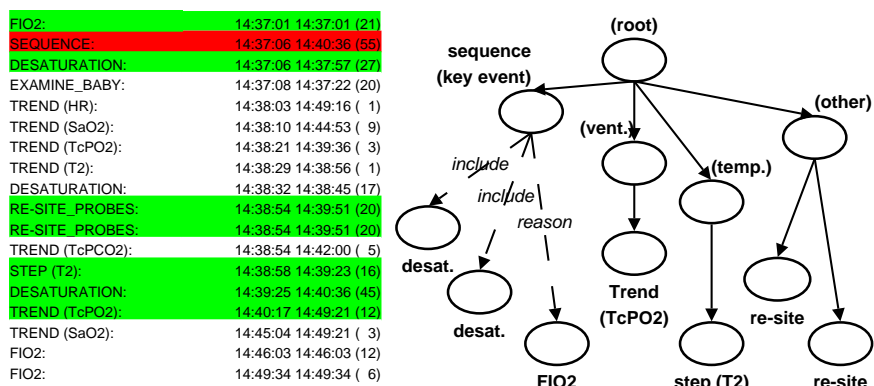 FIO2: 14:37:01 14:37:01 (21)
SEQUENCE: 14:37:06 14:40:36 (55)
DESATURATION: 14:37:06 14:37:57 (27)
EXAMINE_BABY: 14:37:08 14:37:22 (20)
TREND (HR): 14:38:03 14:49:16 ( 1)
TREND (SaO2): 14:38:10 14:44:53 ( 9)
TREND (TcPO2): 14:38:21 14:39:36 ( 3)
TREND (T2): 14:38:29 14:38:56 ( 1)
DESATURATION: 14:38:32 14:38:45 (17)
RE-SITE_PROBES: 14:38:54 14:39:51 (20)
RE-SITE_PROBES: 14:38:54 14:39:51 (20)
TREND (TcPCO2): 14:38:54 14:42:00 ( 5)
STEP (T2): 14:38:58 14:39:23 (16)
DESATURATION: 14:39:25 14:40:36 (45)
TREND (TcPO2): 14:40:17 14:49:21 (12)
TREND (SaO2): 14:45:04 14:49:21 ( 3)
FIO2: 14:46:03 14:46:03 (12)
FIO2: 14:49:34 14:49:34 ( 6)
(root)
sequence
(key event)
(other)
(vent.)
(temp.)
include
include
reason
desat.
Trend
(TcPO2)
re-site
desat.
FIO2
step (T2)
re-site